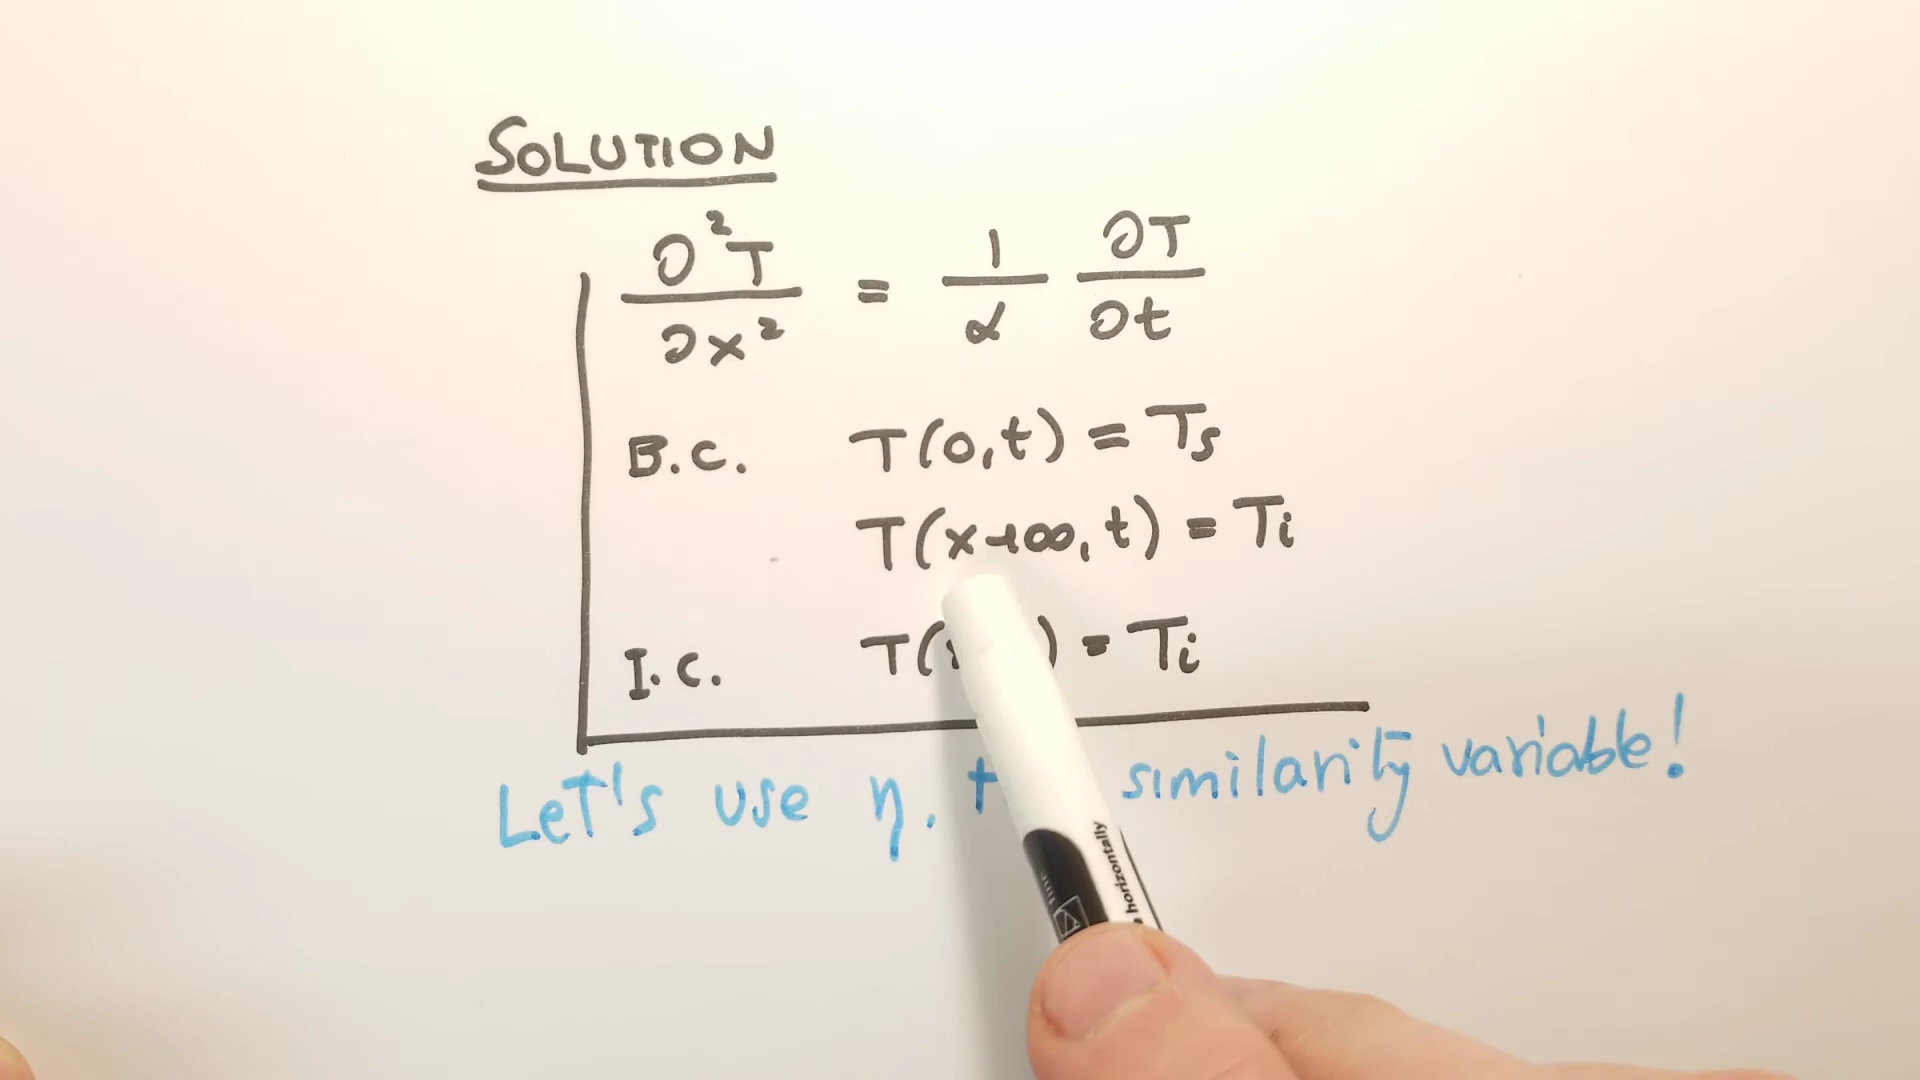 SOLUTION
∂²T/∂x² = 1/α ∂T/∂t
B.C. T(0,t) = Ts
T(x→∞,t) = Ti
I.C. T( ) = Ti
LeT's use η. similarity variable!
horizontally